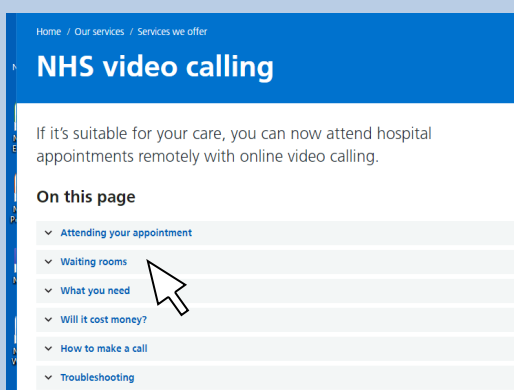 Home / Our services / Services we offer
NHS video calling
If it's suitable for your care, you can now attend hospital
appointments remotely with online video calling.
On this page
Attending your appointment
Waiting rooms
What you need
Will it cost money?
How to make a call
Troubleshooting